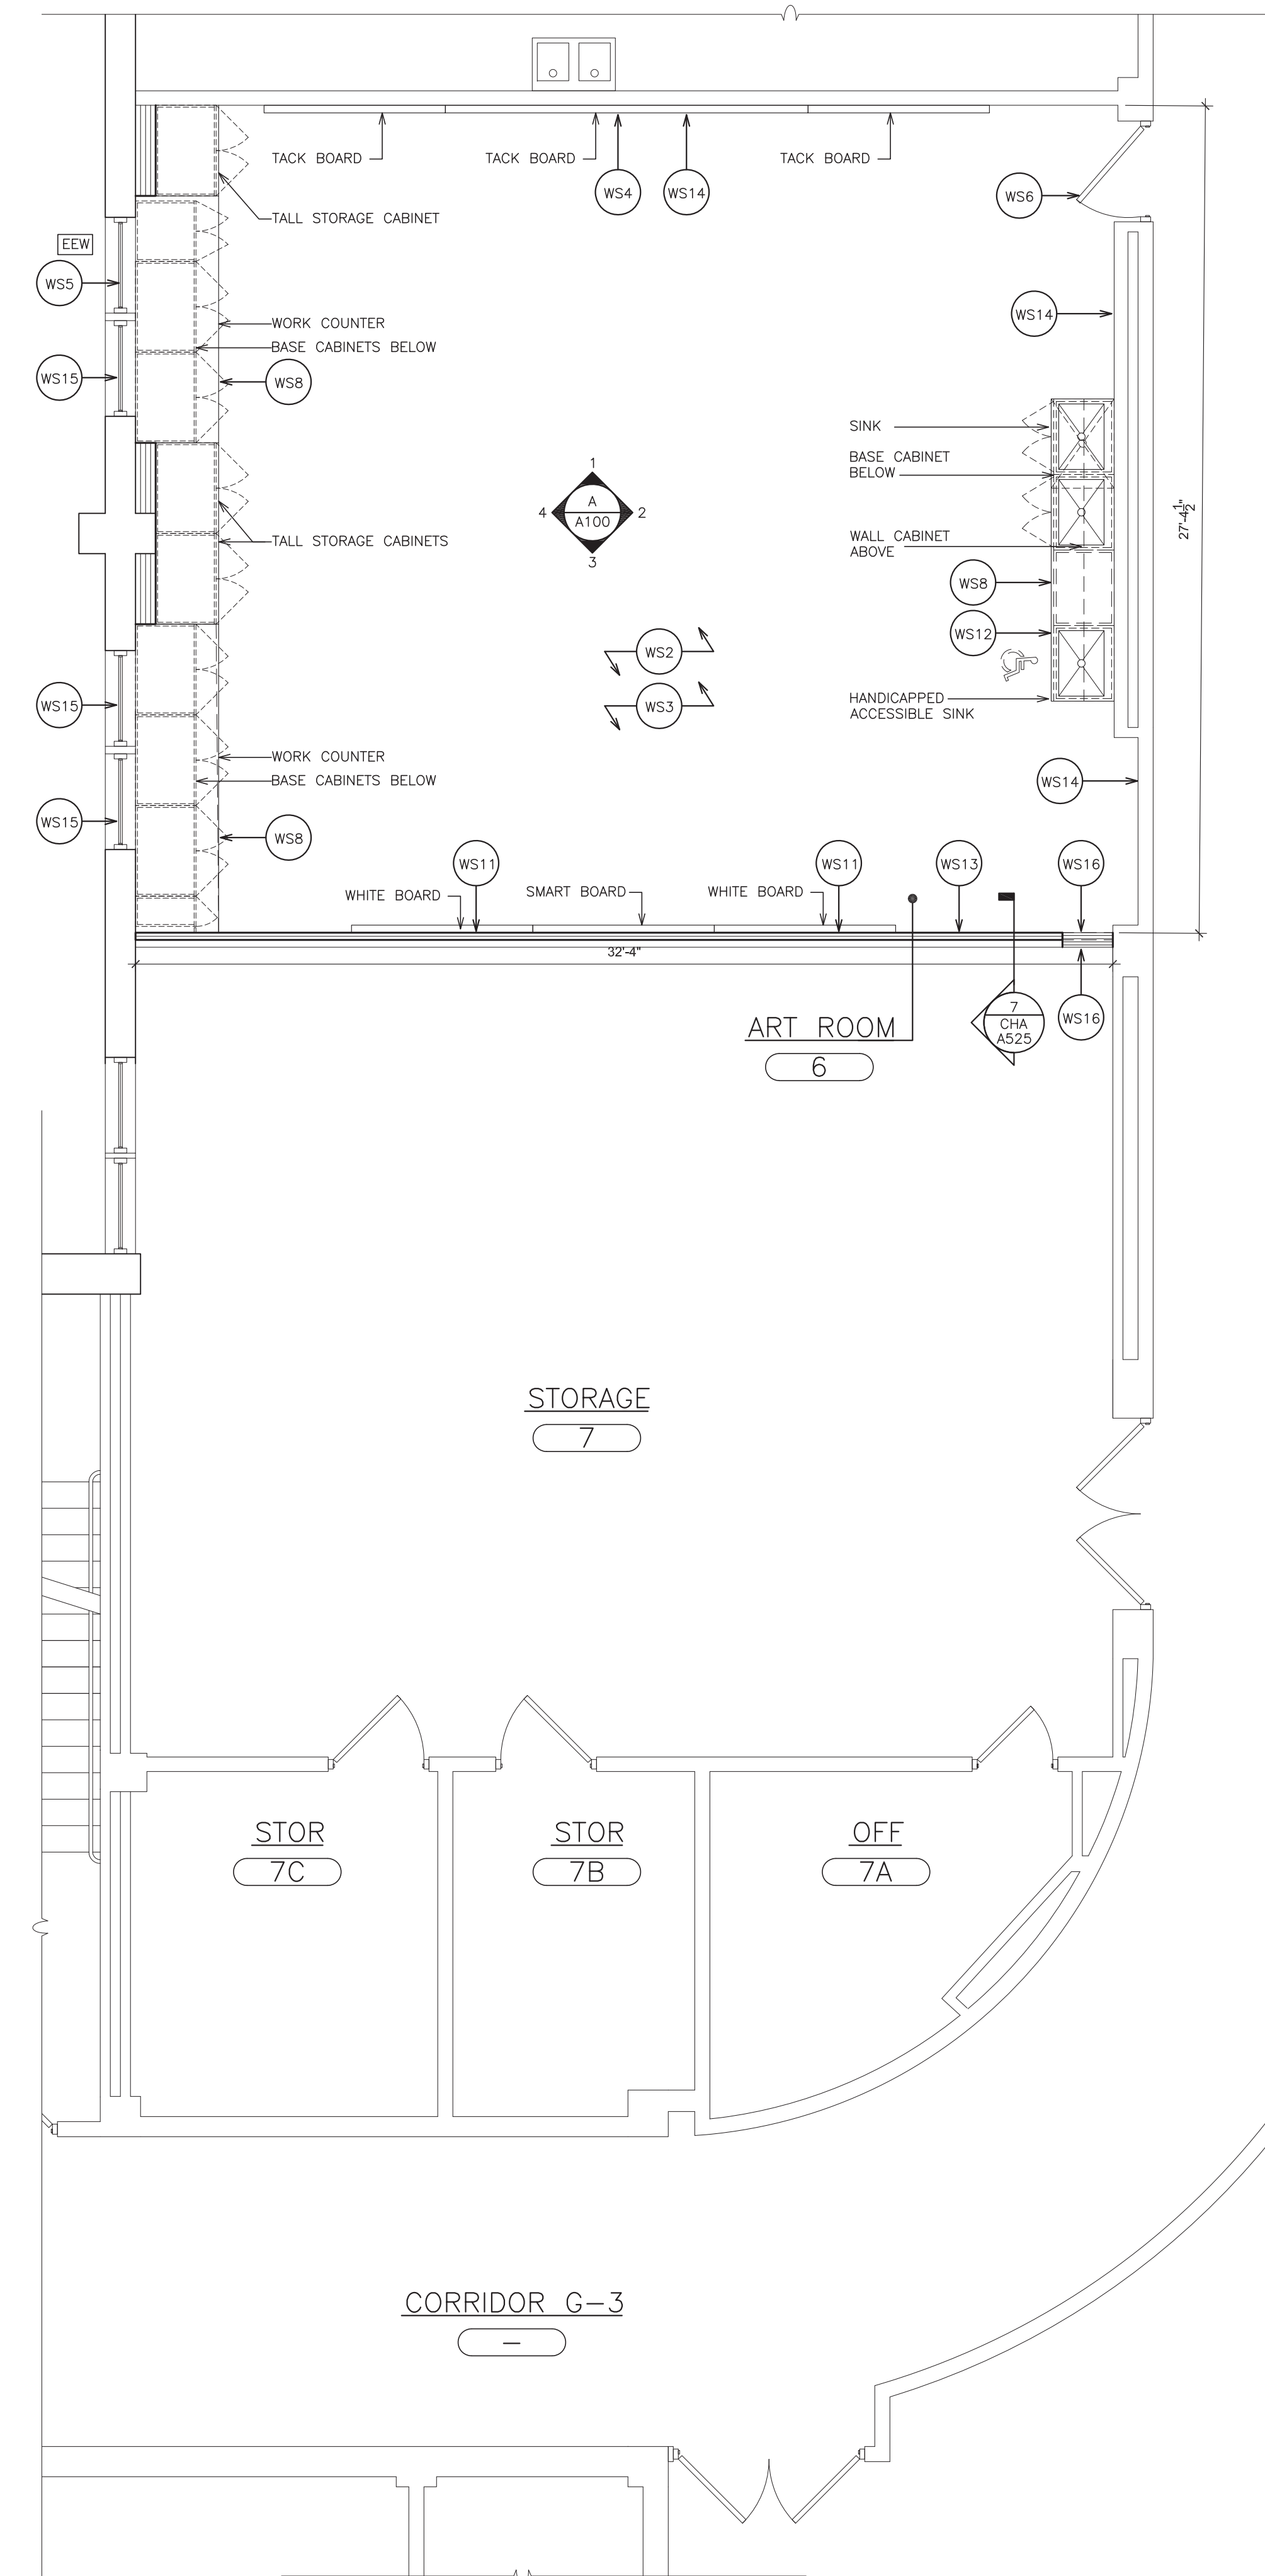 TACK BOARD
TACK BOARD
TACK BOARD
WS4
WS14
WS6
TALL STORAGE CABINET
EEW
WS5
WS14
WORK COUNTER
BASE CABINETS BELOW
WS15
WS8
SINK
BASE CABINET
BELOW
1
A
A100
4
2
3
TALL STORAGE CABINETS
WALL CABINET
ABOVE
27'-4 1/2"
WS8
WS12
WS2
WS3
WS15
HANDICAPPED
ACCESSIBLE SINK
WORK COUNTER
BASE CABINETS BELOW
WS14
WS15
WS8
WS11
WS11
WS13
WS16
WHITE BOARD
SMART BOARD
WHITE BOARD
32'-4"
ART ROOM
6
7
CHA
A525
WS16
STORAGE
7
STOR
7C
STOR
7B
OFF
7A
CORRIDOR G-3
-